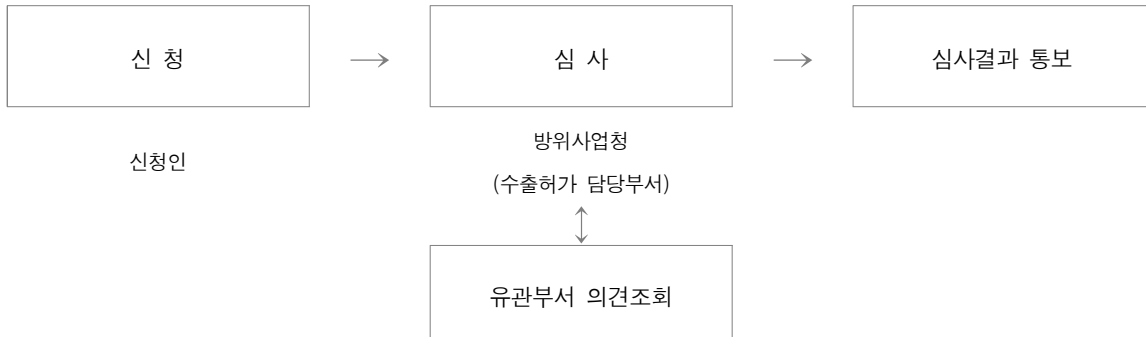 신 청
심 사
심사결과 통보
신청인
방위사업청
(수출허가 담당부서)
유관부서 의견조회